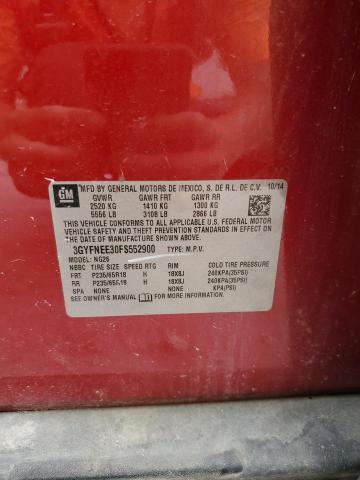 GM
MFD BY GENERAL MOTORS DE MEXICO, S. DE R.L. DE C.V. 10/14
GVWR GAWR FRT GAWR RR
2520 KG 1410 KG 1300 KG
5556 LB 3108 LB 2866 LB
THIS VEHICLE CONFORMS TO ALL APPLICABLE U.S. FEDERAL MOTOR
VEHICLE SAFETY AND THEFT PREVENTION STANDARDS IN EFFECT
ON THE DATE OF MANUFACTURE SHOWN ABOVE.
3GYFNEE30FS552900 TYPE: M.P.V.
MODEL: NG26
NBBC TIRE SIZE SPEED RTG RIM COLD TIRE PRESSURE
FRT P235/65R18 H 18X8J 240KPA(35PSI)
RR P235/65R18 H 18X8J 240KPA(35PSI)
SPA NONE NONE KPA(PSI)
SEE OWNER'S MANUAL FOR MORE INFORMATION.